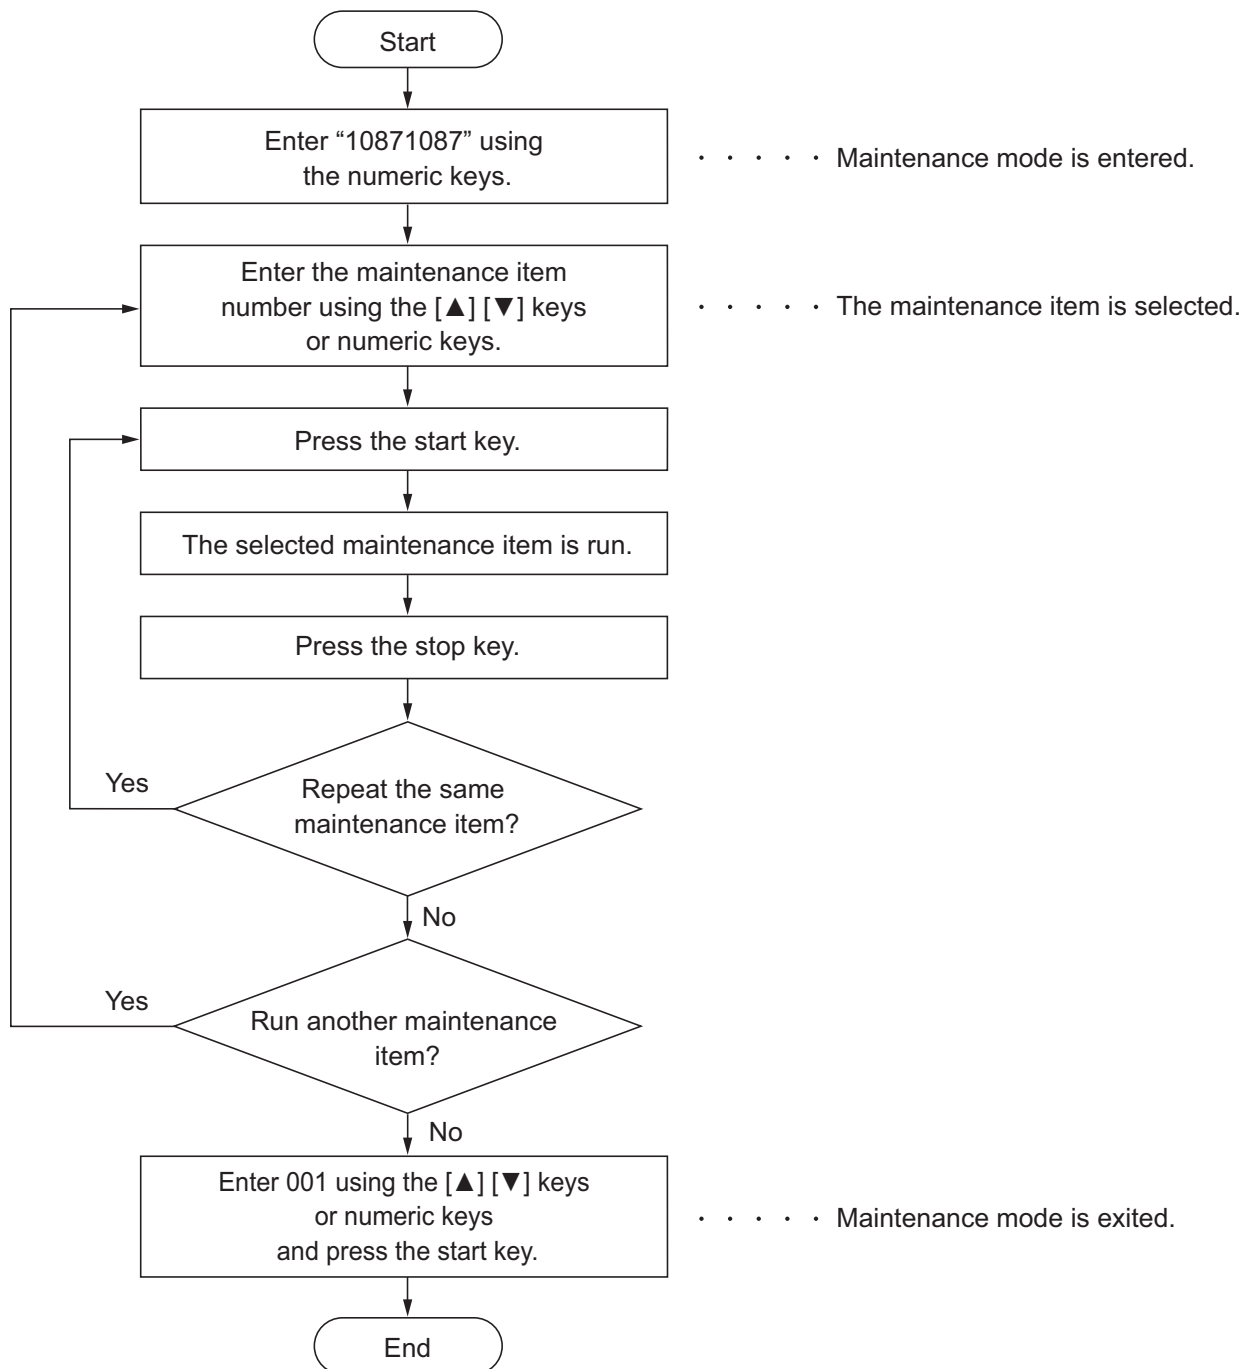 Start
Enter “10871087” using
the numeric keys.
· · · · · Maintenance mode is entered.
Enter the maintenance item
number using the [▲] [▼] keys
or numeric keys.
· · · · · The maintenance item is selected.
Press the start key.
The selected maintenance item is run.
Press the stop key.
Yes
Repeat the same
maintenance item?
No
Yes
Run another maintenance
item?
No
Enter 001 using the [▲] [▼] keys
or numeric keys
and press the start key.
· · · · · Maintenance mode is exited.
End